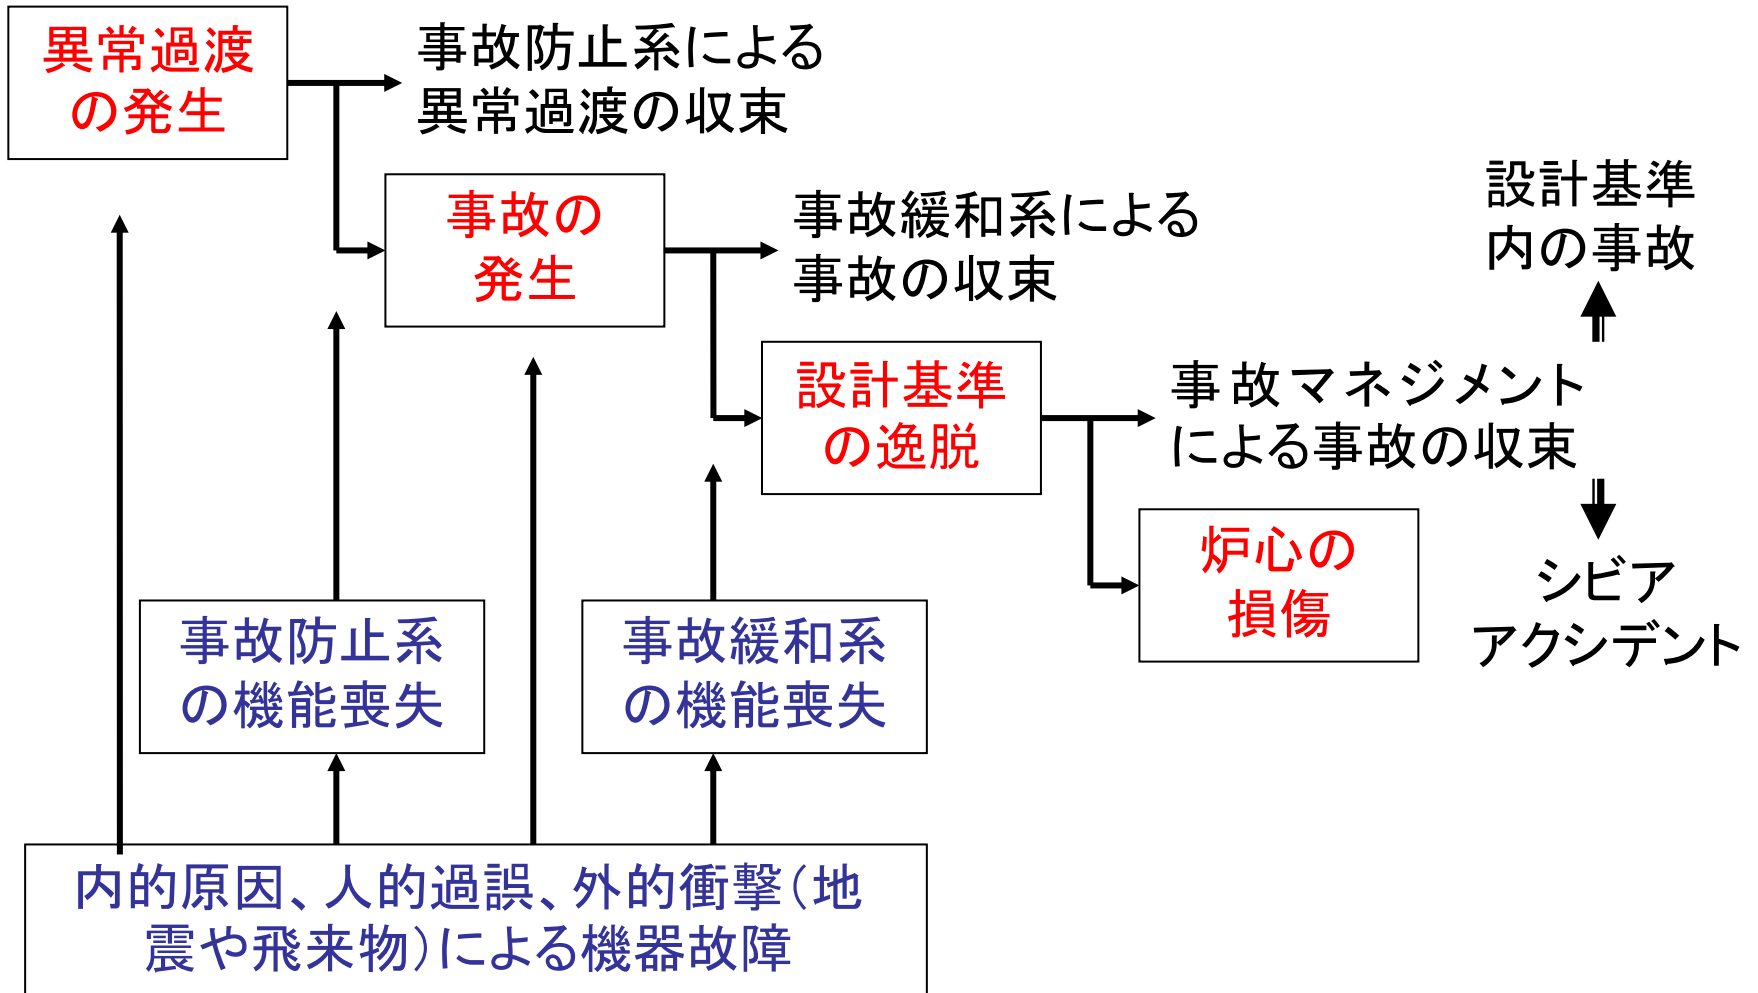 異常過渡
の発生
事故防止系による
異常過渡の収束
事故の
発生
事故緩和系による
事故の収束
設計基準
内の事故
設計基準
の逸脱
事故マネジメント
による事故の収束
炉心の
損傷
シビア
アクシデント
事故防止系
の機能喪失
事故緩和系
の機能喪失
内的原因、人的過誤、外的衝撃(地
震や飛来物)による機器故障